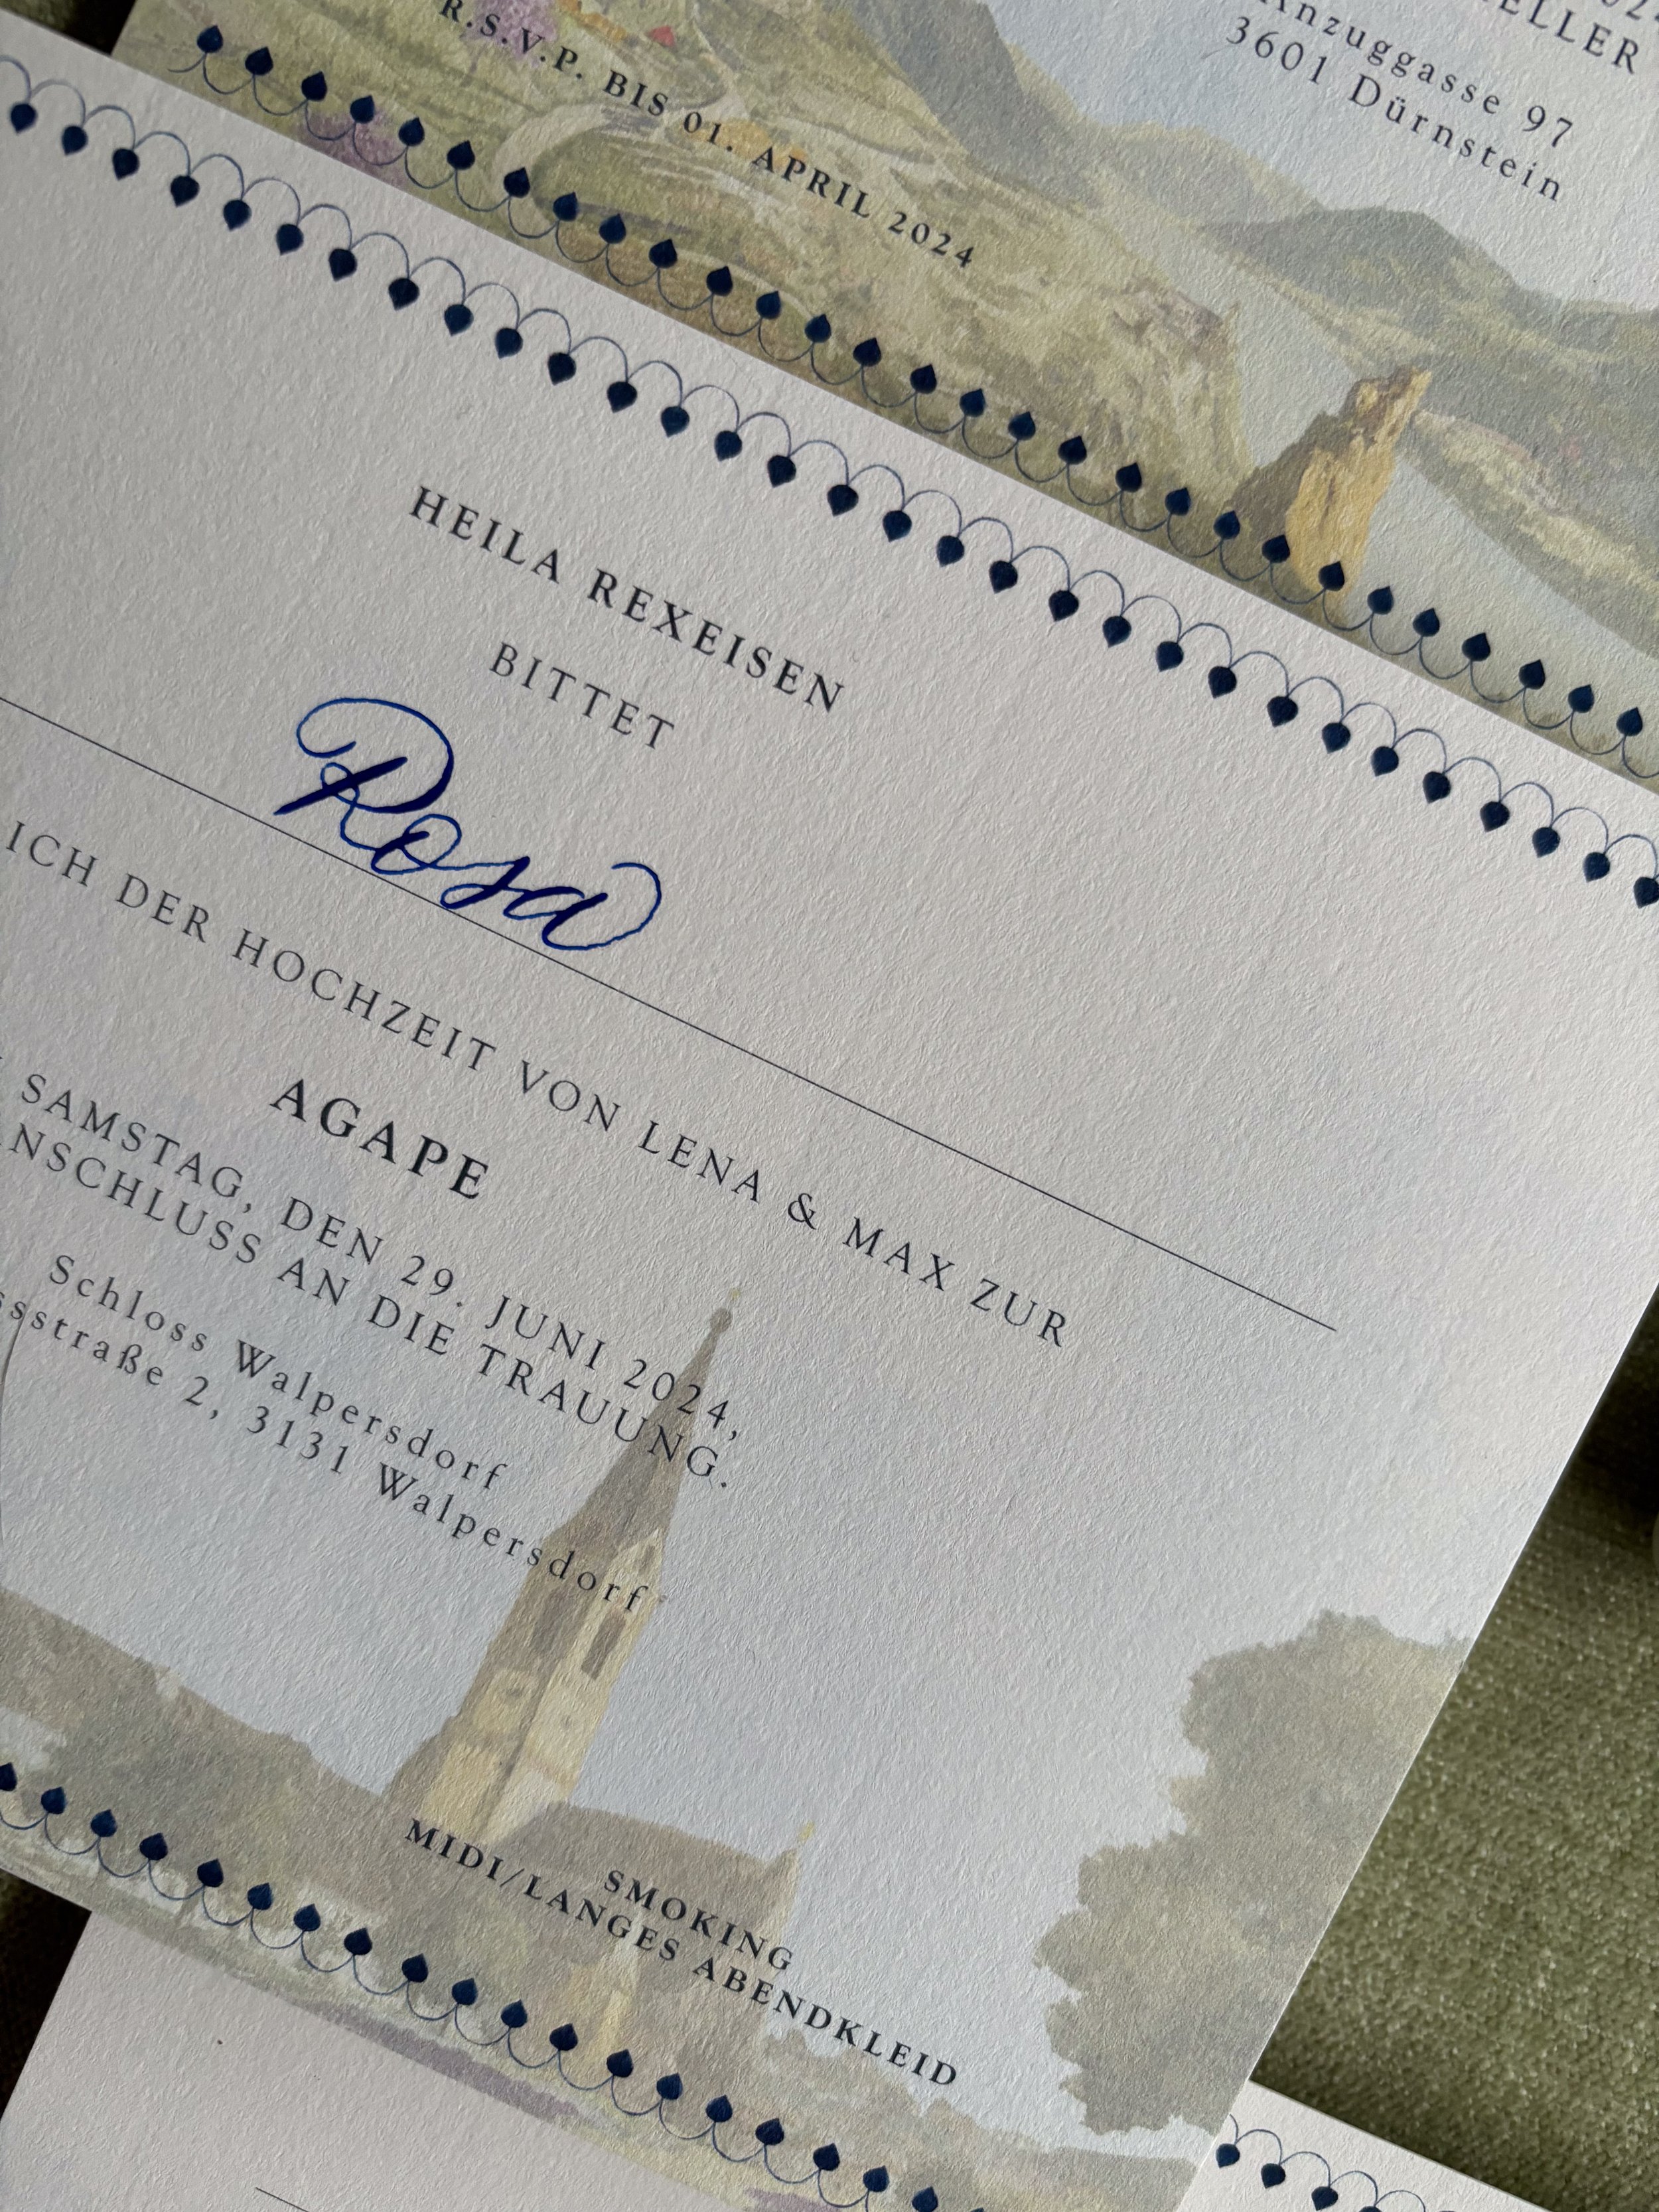 ELLER
Anzuggasse 97
3601 Dürnstein
R.S.V.P. BIS 01. APRIL 2024
HEILA REXEISEN
BITTET
Rosa
ICH DER HOCHZEIT VON LENA & MAX ZUR
AGAPE
SAMSTAG, DEN 29. JUNI 2024,
NSCHLUSS AN DIE TRAUUNG.
Schloss Walpersdorf
ssstraße 2, 3131 Walpersdorf
SMOKING
MIDI/LANGES ABENDKLEID